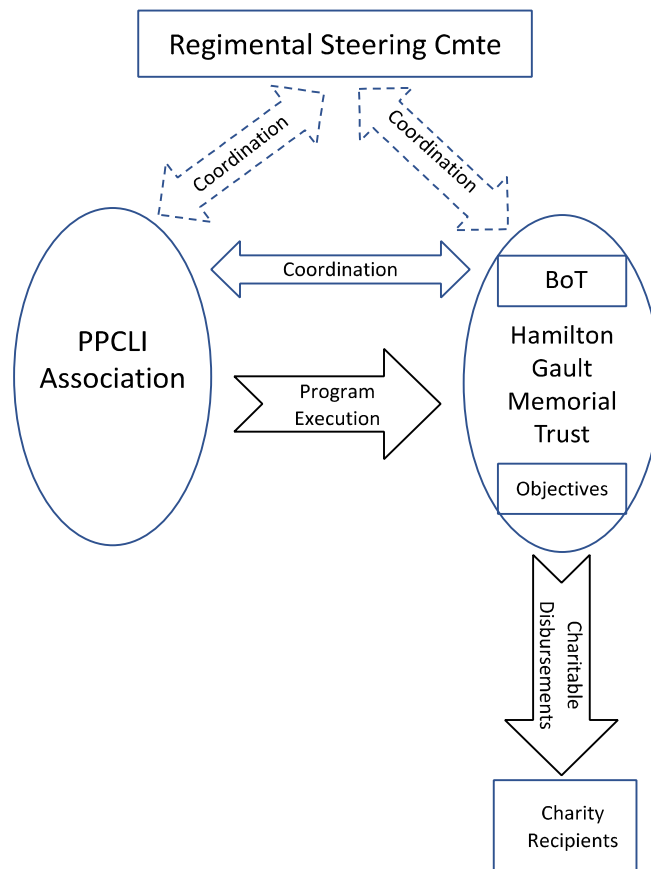 Regimental Steering Cmte
Coordination
Coordination
Coordination
BoT
PPCLI
Association
Hamilton
Gault
Memorial
Trust
Program
Execution
Objectives
Charitable
Disbursements
Charity
Recipients